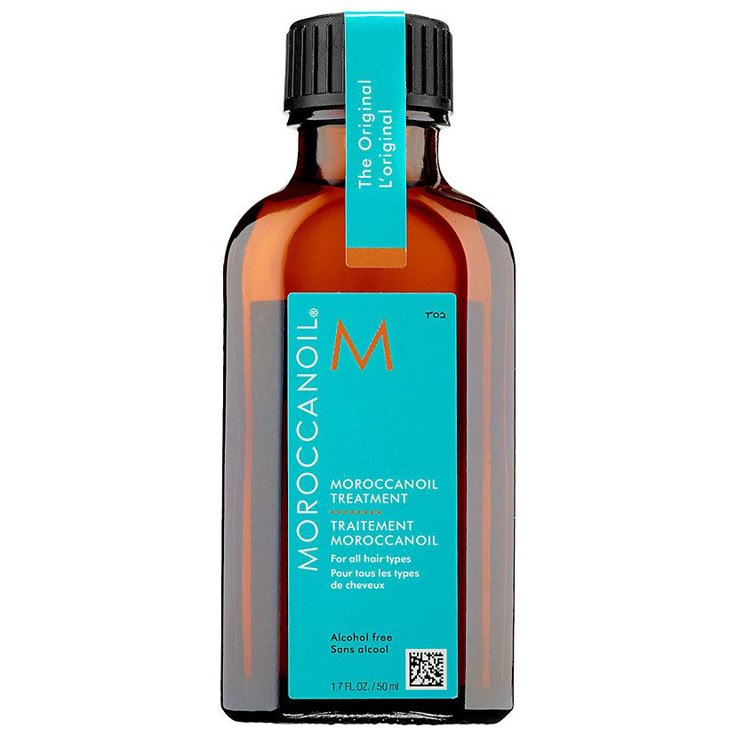 The Original
L'original
MOROCCANOIL®
M
בסד
MOROCCANOIL
TREATMENT
TRAITEMENT
MOROCCANOIL
For all hair types
Pour tous les types
de cheveux
Alcohol free
Sans alcool
1.7 FL.OZ. / 50 ml